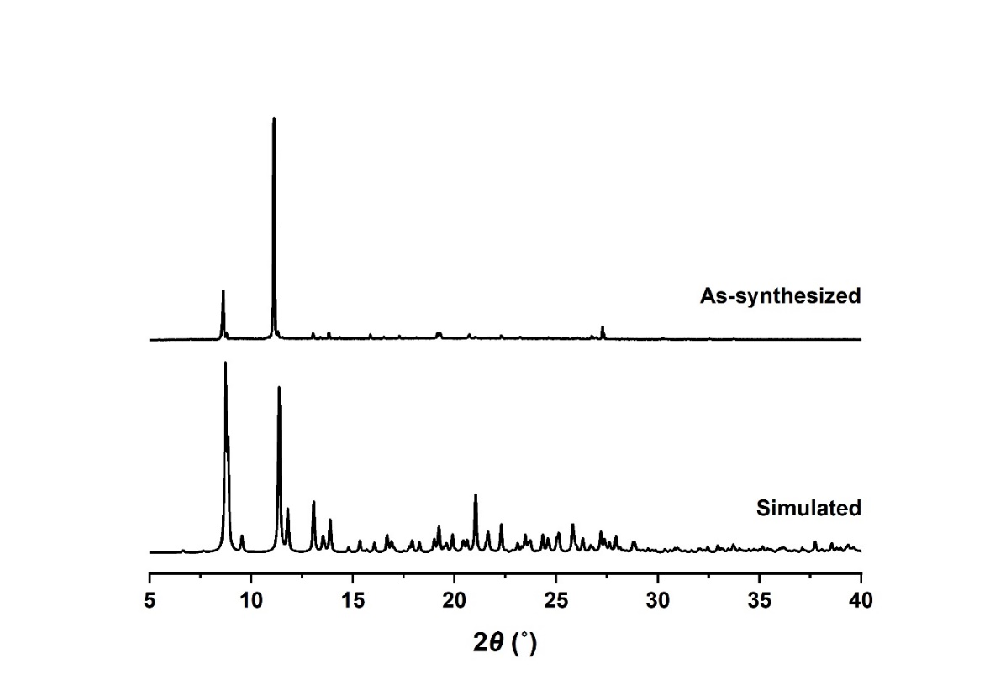 As-synthesized
Simulated
5 10 15 20 25 30 35 40
2θ (°)